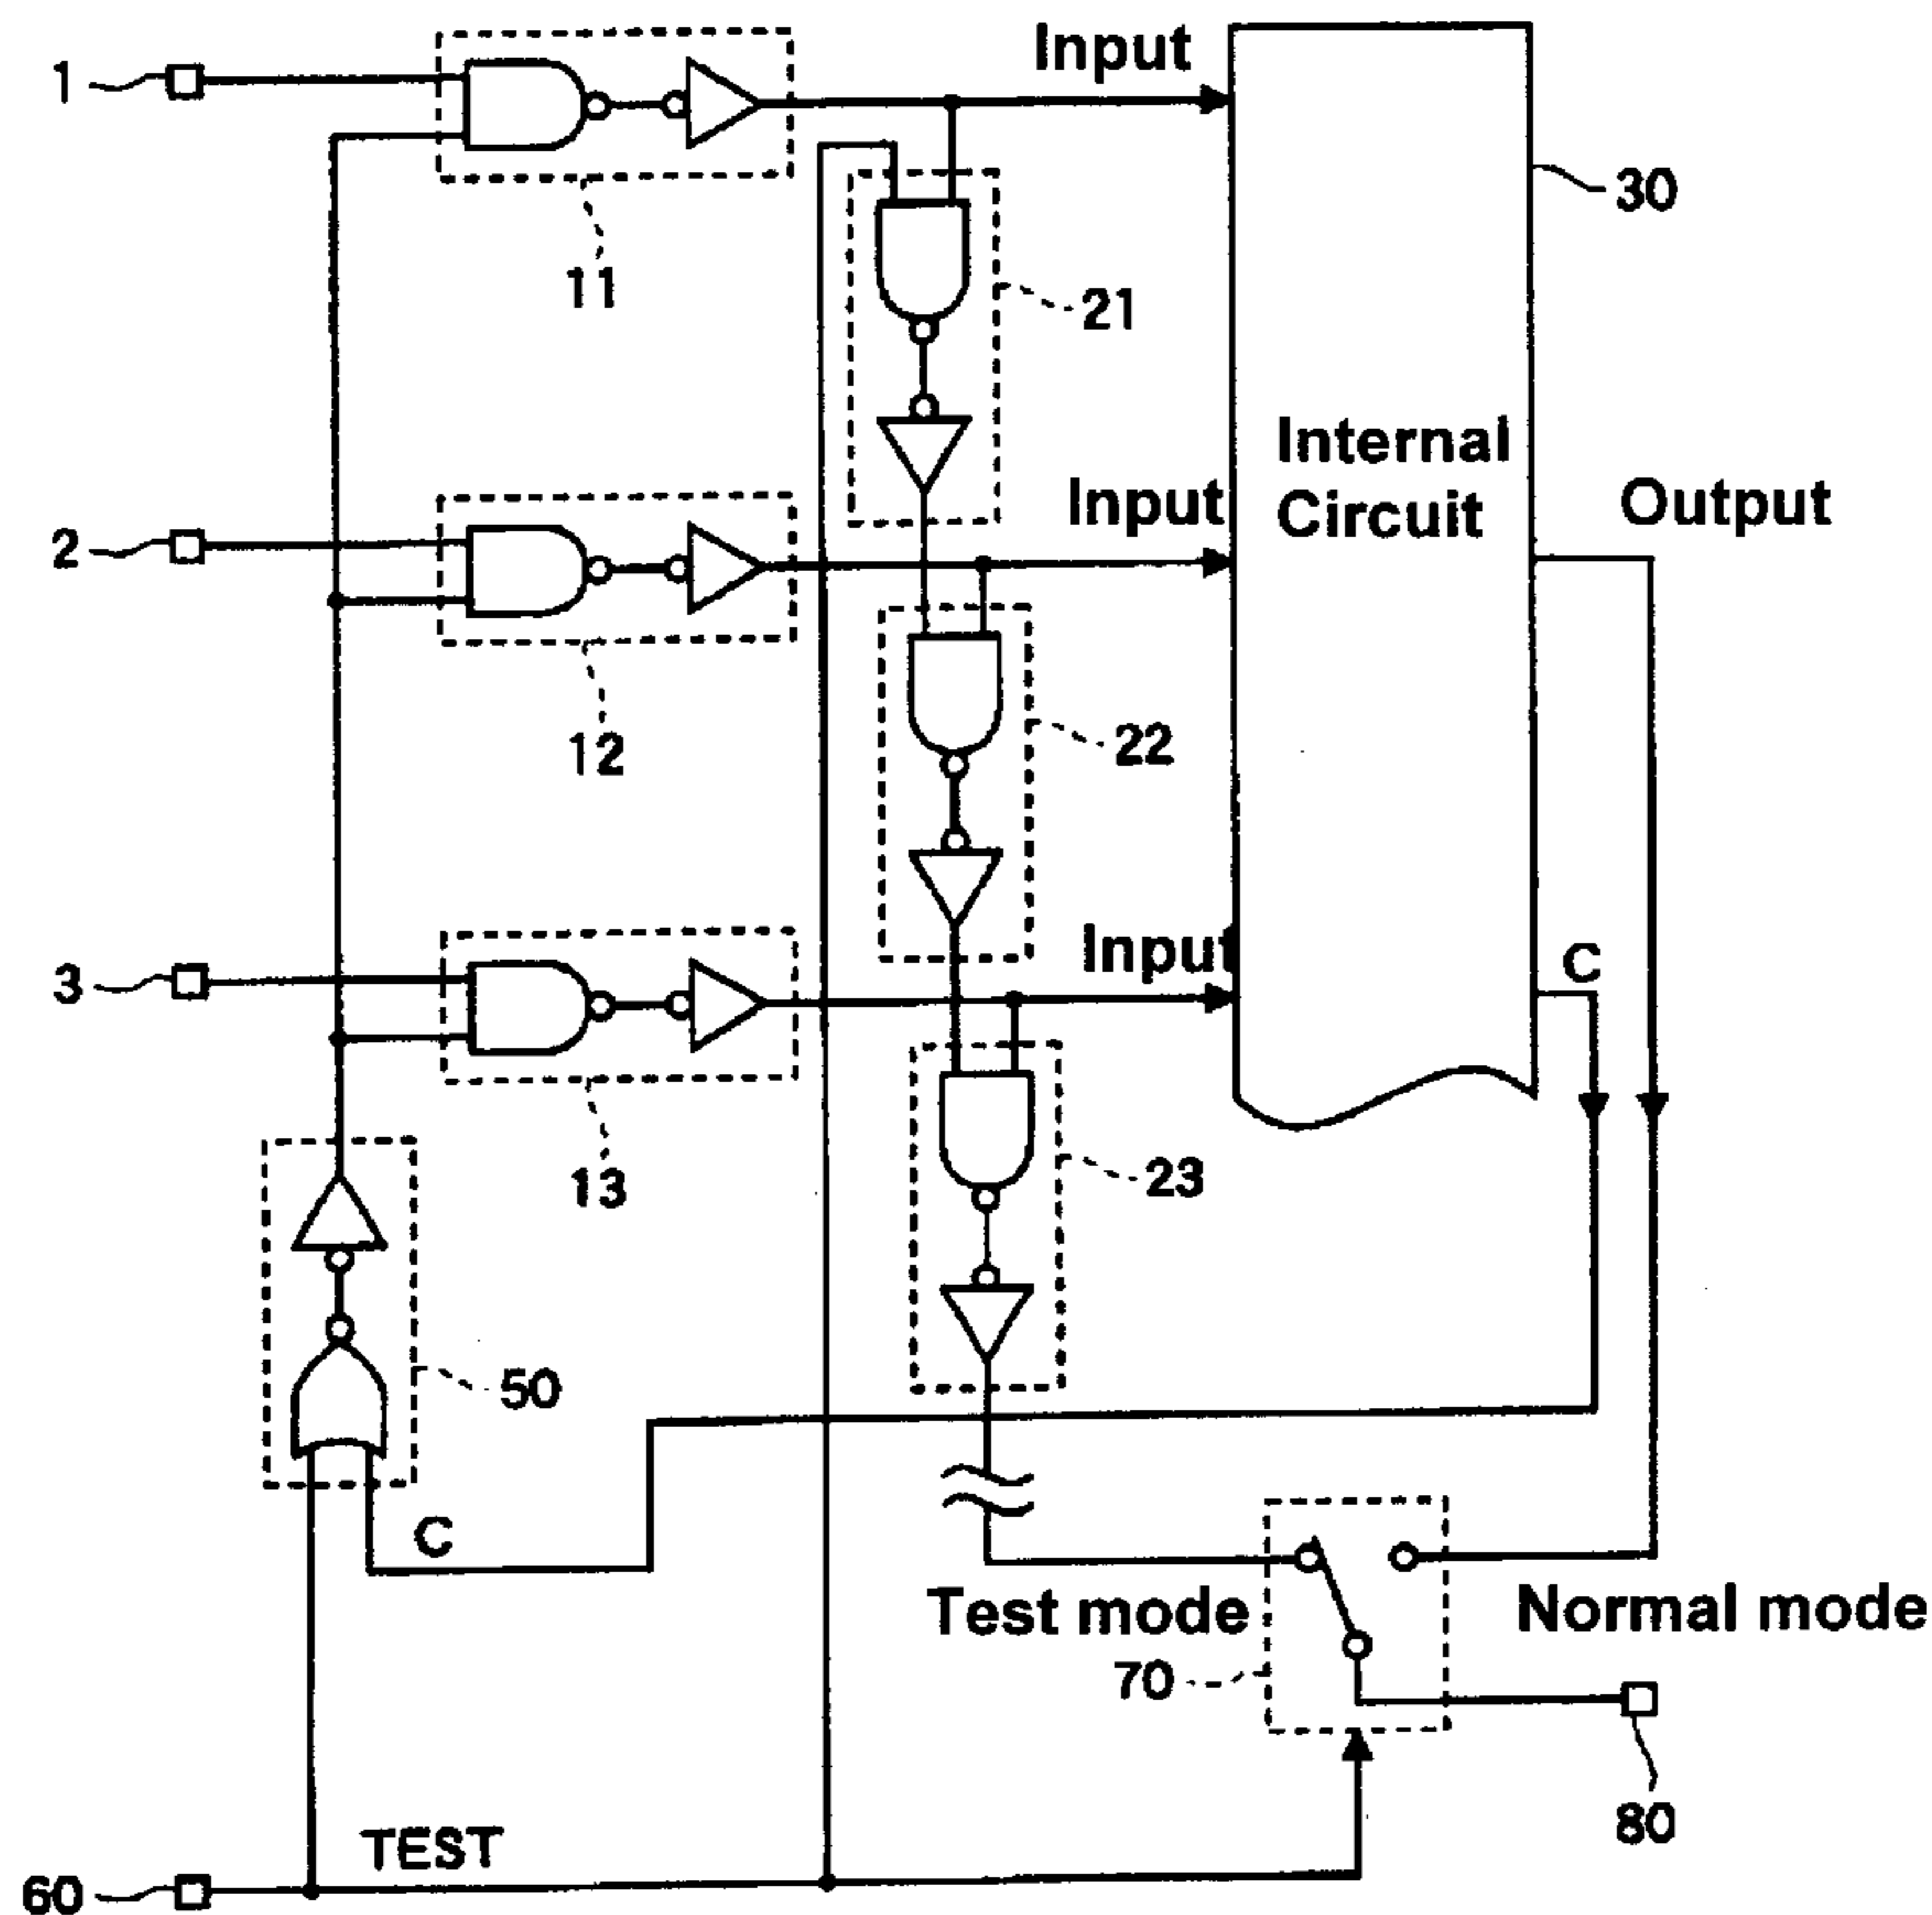 Input
1
30
11
21
Internal
Circuit
Input
Output
2
12
22
Input
C
3
13
23
50
C
Test mode
Normal mode
70
80
TEST
60